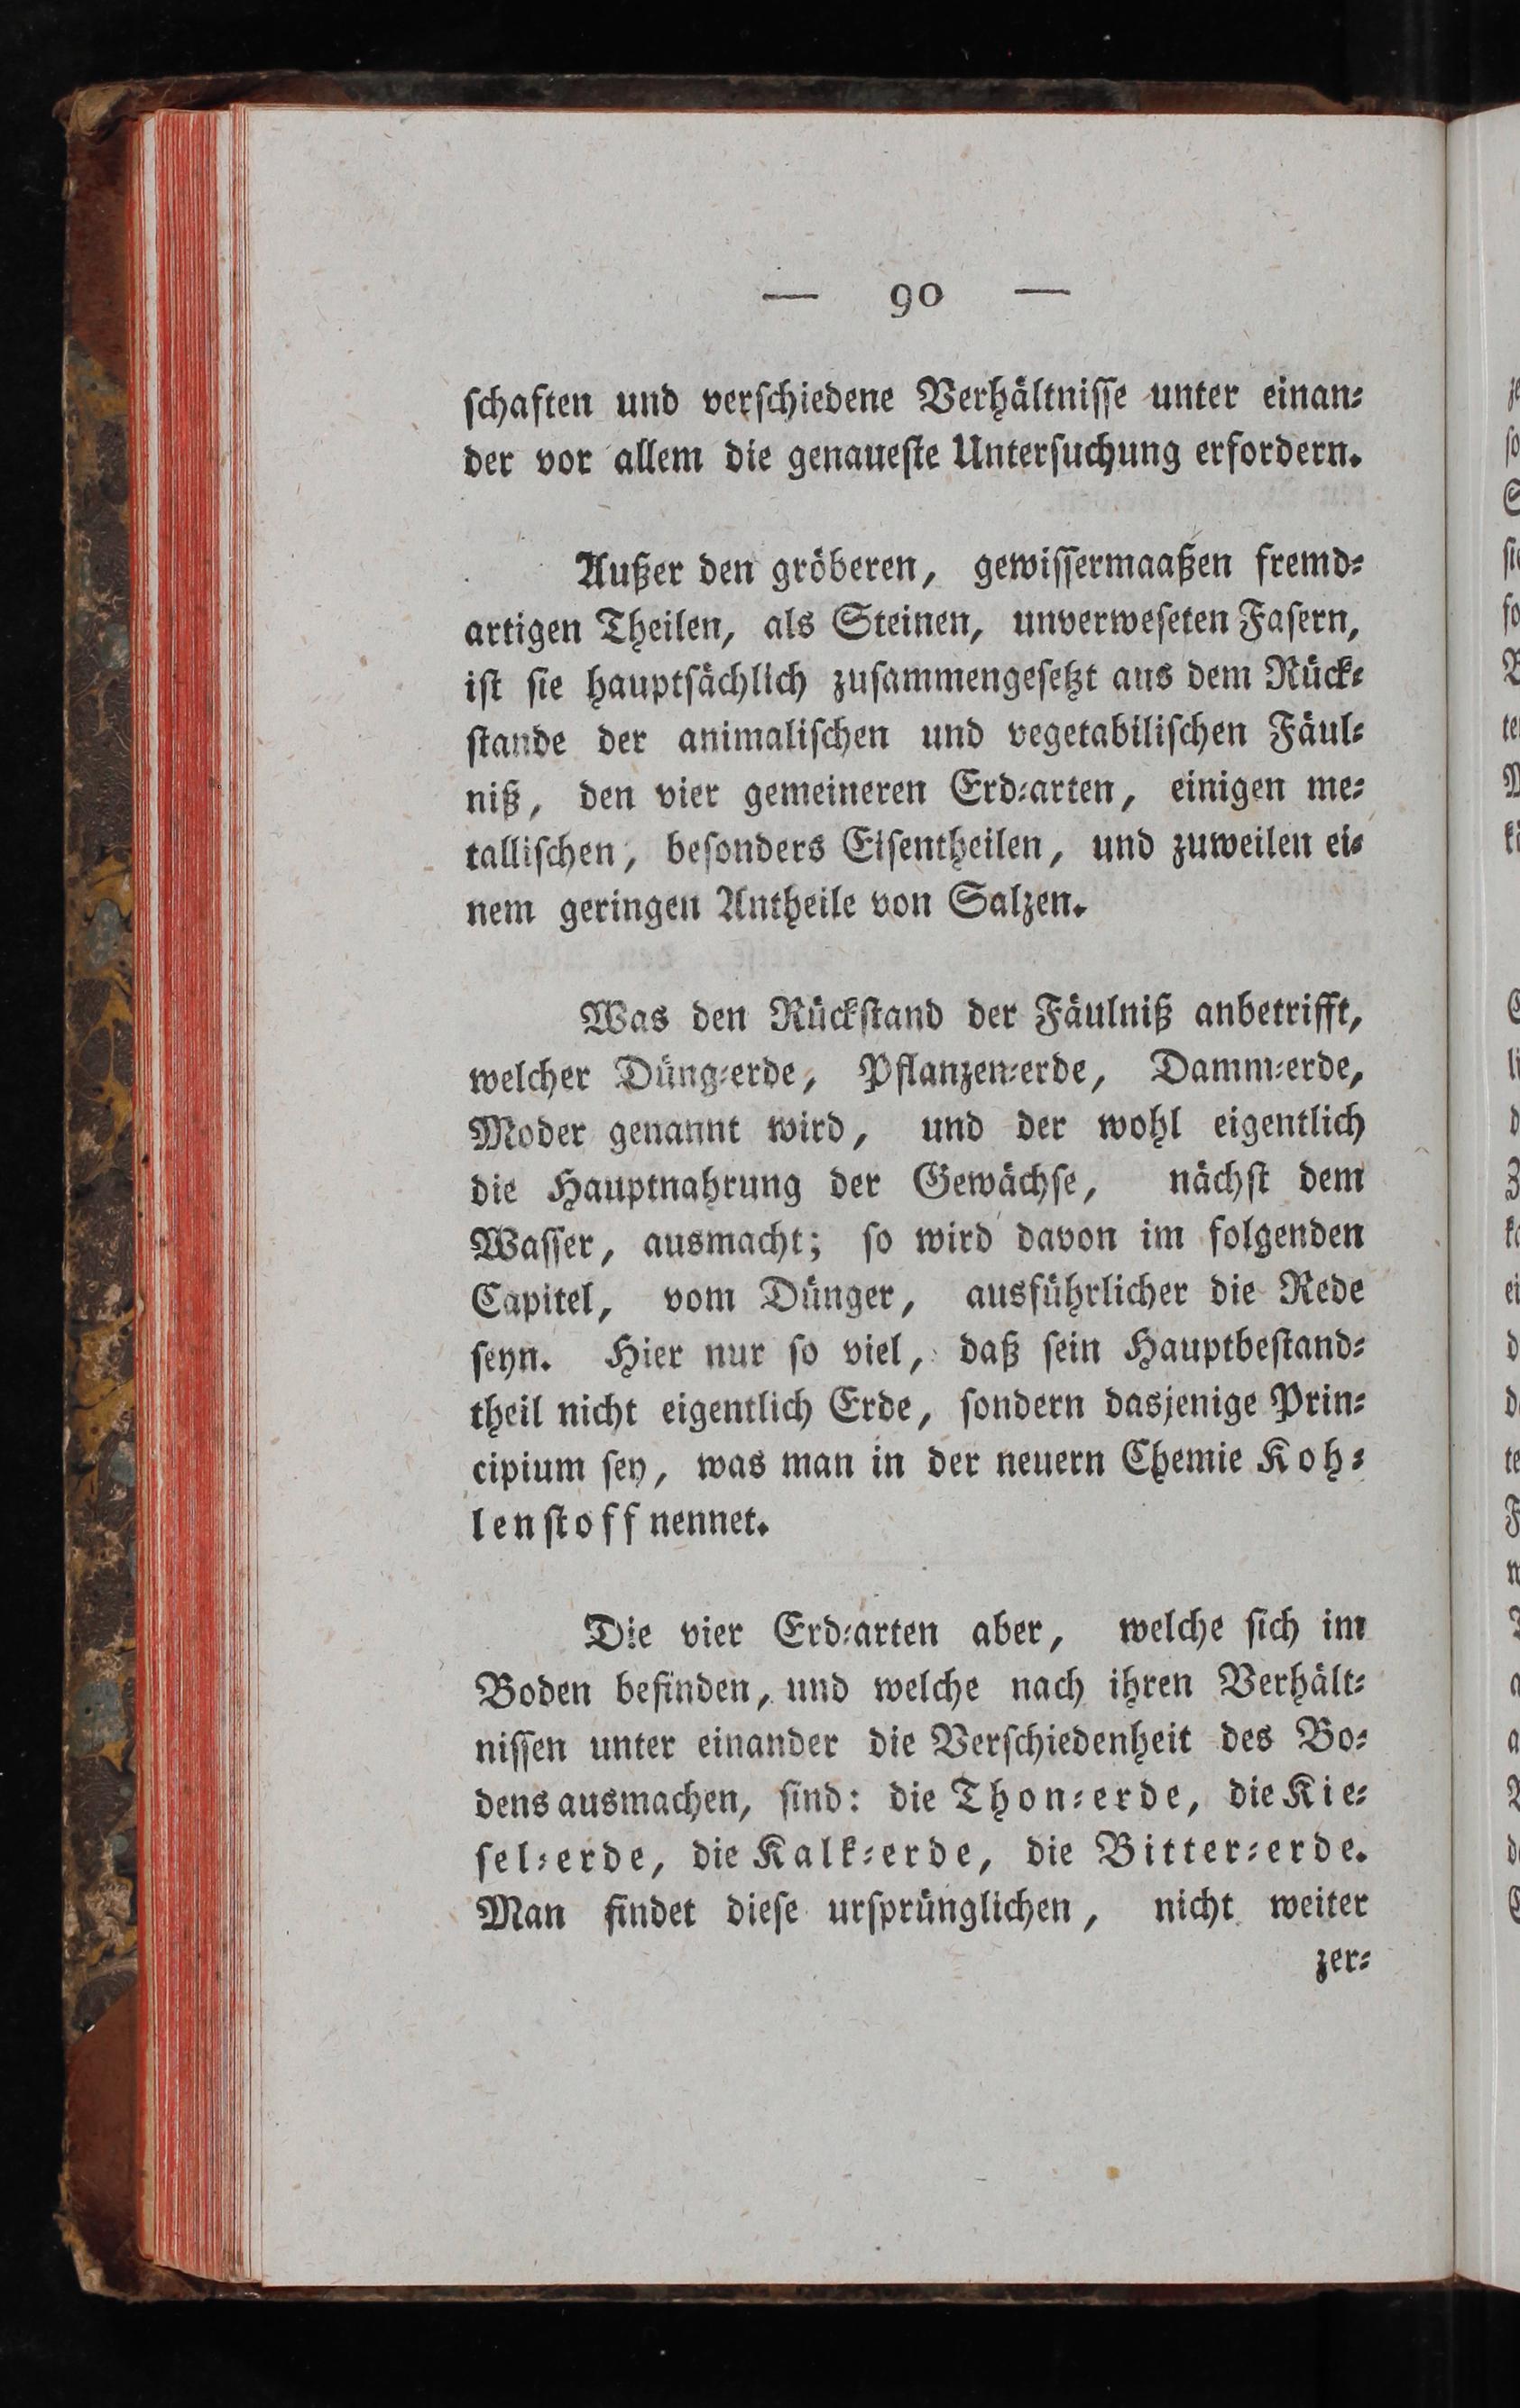 — 90 —
ſchaften und verſchiedene Verhältniſſe unter einan⸗
der vor allem die genaueſte Unterſuchung erfordern.
Außer den gröberen, gewiſſermaaßen fremd⸗
artigen Theilen, als Steinen, unverweſeten Faſern,
iſt ſie hauptſächlich zuſammengeſetzt aus dem Rück⸗
ſtande der animaliſchen und vegetabiliſchen Fäul⸗
niß, den vier gemeineren Erd⸗arten, einigen me⸗
talliſchen, beſonders Eiſentheilen, und zuweilen ei⸗
nem geringen Antheile von Salzen.
Was den Rückſtand der Fäulniß anbetrifft,
welcher Düng⸗erde, Pflanzen⸗erde, Damm⸗erde,
Moder genannt wird, und der wohl eigentlich
die Hauptnahrung der Gewächſe, nächſt dem
Waſſer, ausmacht; ſo wird davon im folgenden
Capitel, vom Dünger, ausführlicher die Rede
ſeyn. Hier nur ſo viel, daß ſein Hauptbeſtand⸗
theil nicht eigentlich Erde, ſondern dasjenige Prin⸗
cipium ſey, was man in der neuern Chemie Koh⸗
lenſtoff nennet.
Die vier Erd⸗arten aber, welche ſich im
Boden befinden, und welche nach ihren Verhält⸗
niſſen unter einander die Verſchiedenheit des Bo⸗
dens ausmachen, ſind: die Thon⸗erde, die Kie⸗
ſel⸗erde, die Kalk⸗erde, die Bitter⸗erde.
Man findet dieſe urſprünglichen, nicht weiter
zer⸗